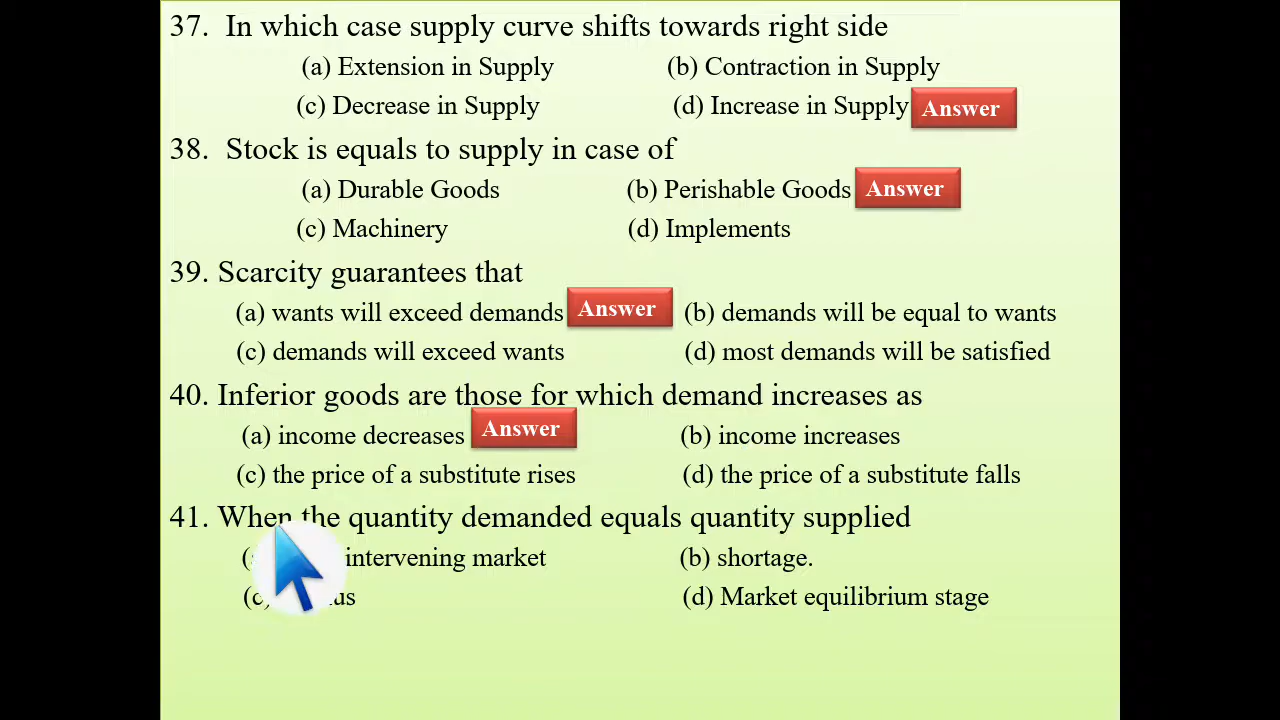 37. In which case supply curve shifts towards right side
(a) Extension in Supply (b) Contraction in Supply
(c) Decrease in Supply (d) Increase in Supply Answer
38. Stock is equals to supply in case of
(a) Durable Goods (b) Perishable Goods Answer
(c) Machinery (d) Implements
39. Scarcity guarantees that
(a) wants will exceed demands Answer (b) demands will be equal to wants
(c) demands will exceed wants (d) most demands will be satisfied
40. Inferior goods are those for which demand increases as
(a) income decreases Answer (b) income increases
(c) the price of a substitute rises (d) the price of a substitute falls
41. When the quantity demanded equals quantity supplied
intervening market (b) shortage.
(c) (d) Market equilibrium stage